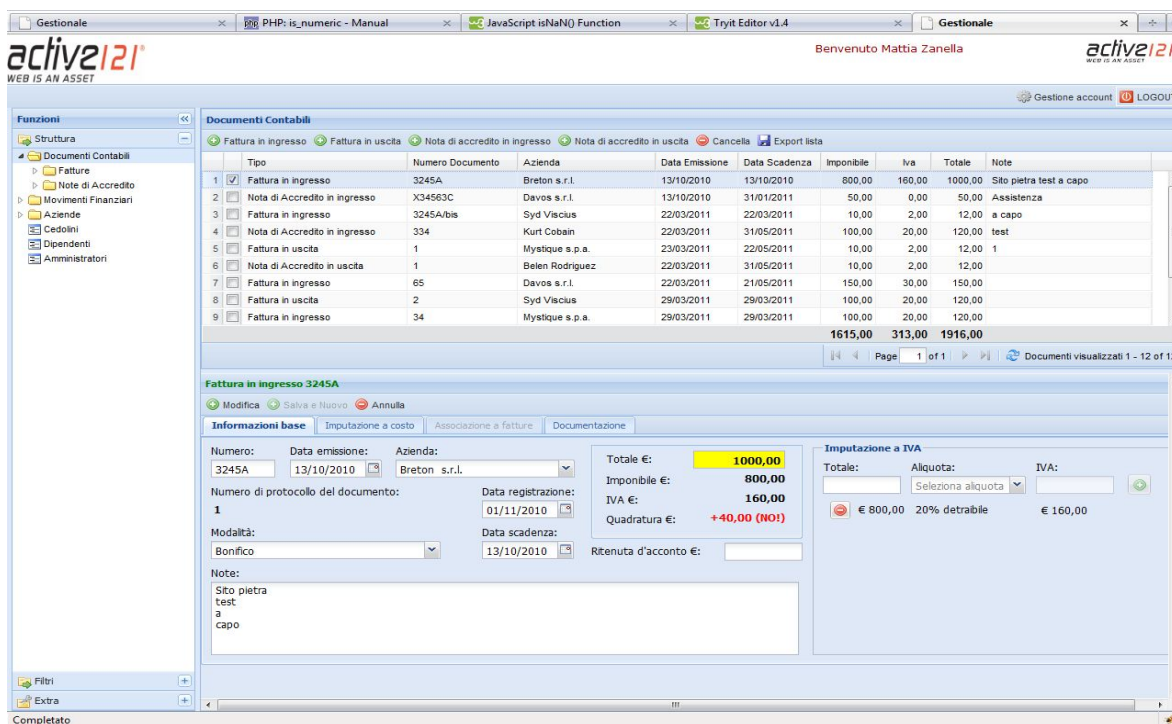 Gestionale PHP: is_numeric - Manual JavaScript isNaN() Function Tryit Editor v1.4 Gestionale
active121
WEB IS AN ASSET
Benvenuto Mattia Zanella
WEB IS AN ASSET
Gestione account
Funzioni
Struttura
Documenti Contabili
Fatture
Note di Accredito
Movimenti Finanziari
Aziende
Cedolini
Dipendenti
Amministratori
Filtri
Extra
Documenti Contabili
Fattura in ingresso Fattura in uscita Nota di accredito in ingresso Nota di accredito in uscita Cancella Export lista
Tipo Numero Documento Azienda Data Emissione Data Scadenza Imponibile Iva Totale Note
1 Fattura in ingresso 3245A Breton s.r.l. 13/10/2010 13/10/2010 800,00 160,00 1000,00 Sito pietra test a capo
2 Nota di Accredito in ingresso X34563C Davos s.r.l. 13/10/2010 31/01/2011 50,00 0,00 50,00 Assistenza
3 Fattura in ingresso 3245A/bis Syd Viscius 22/03/2011 22/03/2011 10,00 2,00 12,00 a capo
4 Nota di Accredito in ingresso 334 Kurt Cobain 22/03/2011 31/05/2011 100,00 20,00 120,00 test
5 Fattura in uscita 1 Mystique s.p.a. 23/03/2011 22/05/2011 10,00 2,00 12,00 1
6 Nota di Accredito in uscita 1 Belen Rodriguez 22/03/2011 31/05/2011 10,00 2,00 12,00
7 Fattura in ingresso 65 Davos s.r.l. 22/03/2011 21/05/2011 150,00 30,00 150,00
8 Fattura in uscita 2 Syd Viscius 29/03/2011 29/03/2011 100,00 20,00 120,00
9 Fattura in ingresso 34 Mystique s.p.a. 29/03/2011 29/03/2011 100,00 20,00 120,00
1615,00 313,00 1916,00
Page 1 of 1 Documenti visualizzati 1 - 12 of
Fattura in ingresso 3245A
Modifica Salva e Nuovo Annulla
Informazioni base Imputazione a costo Associazione a fatture Documentazione
Numero: Data emissione: Azienda:
3245A 13/10/2010 Breton s.r.l.
Numero di protocollo del documento: Data registrazione:
1 01/11/2010
Modalità: Data scadenza:
Bonifico 13/10/2010
Note:
Sito pietra
test
a
capo
Totale €: 1000,00
Imponibile €: 800,00
IVA €: 160,00
Quadratura €: +40,00 (NO!)
Ritenuta d'acconto €:
Imputazione a IVA
Totale: Aliquota: IVA:
Seleziona aliquota
€ 800,00 20% detraibile € 160,00
Completato